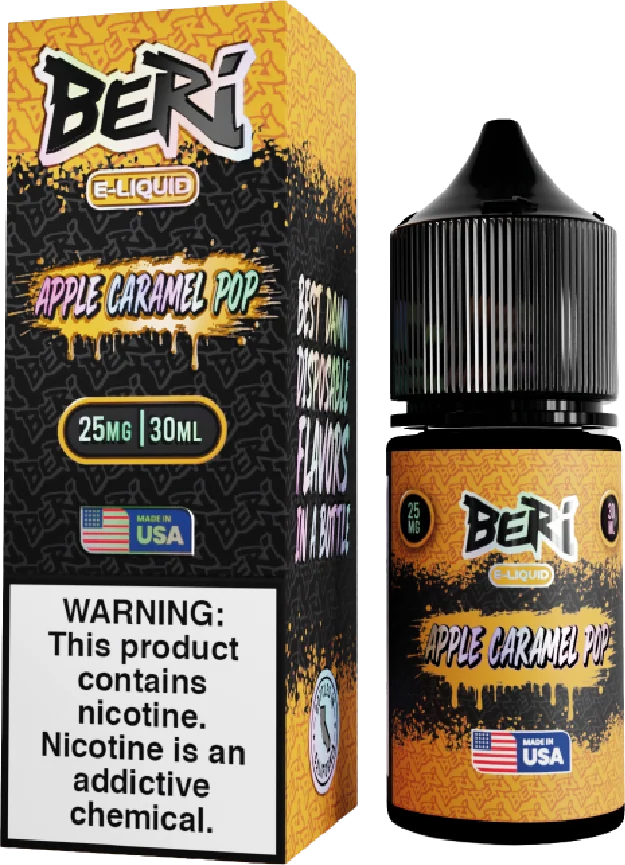 BERi
E-LIQUID
APPLE CARAMEL POP
25MG | 30ML
MADE IN
USA
WARNING:
This product
contains
nicotine.
Nicotine is an
addictive
chemical.
BEST DAMN
DISPOSABLE
FLAVORS
IN A BOTTLE
25
MG
BERi
30
ML
E-LIQUID
APPLE CARAMEL POP
MADE IN
USA